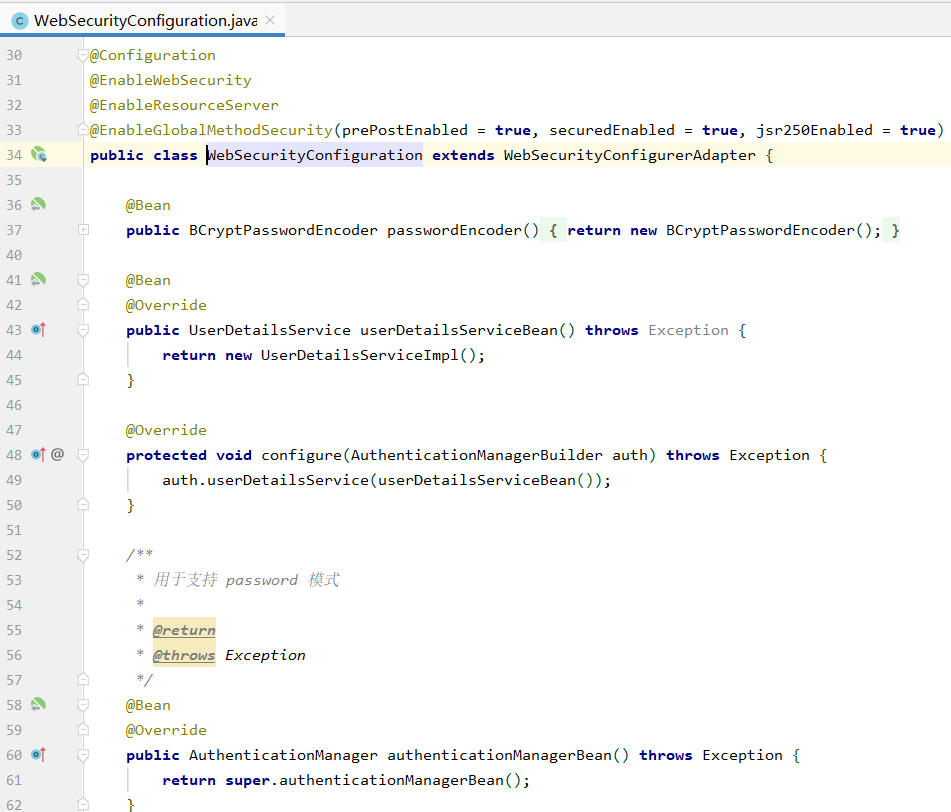 WebSecurityConfiguration.java
30 @Configuration
31 @EnableWebSecurity
32 @EnableResourceServer
33 @EnableGlobalMethodSecurity(prePostEnabled = true, securedEnabled = true, jsr250Enabled = true)
34 public class WebSecurityConfiguration extends WebSecurityConfigurerAdapter {
35
36 @Bean
37 public BCryptPasswordEncoder passwordEncoder() { return new BCryptPasswordEncoder(); }
40
41 @Bean
42 @Override
43 public UserDetailsService userDetailsServiceBean() throws Exception {
44 return new UserDetailsServiceImpl();
45 }
46
47 @Override
48 @ protected void configure(AuthenticationManagerBuilder auth) throws Exception {
49 auth.userDetailsService(userDetailsServiceBean());
50 }
51
52 /**
53 * 用于支持 password 模式
54 *
55 * @return
56 * @throws Exception
57 */
58 @Bean
59 @Override
60 public AuthenticationManager authenticationManagerBean() throws Exception {
61 return super.authenticationManagerBean();
62 }